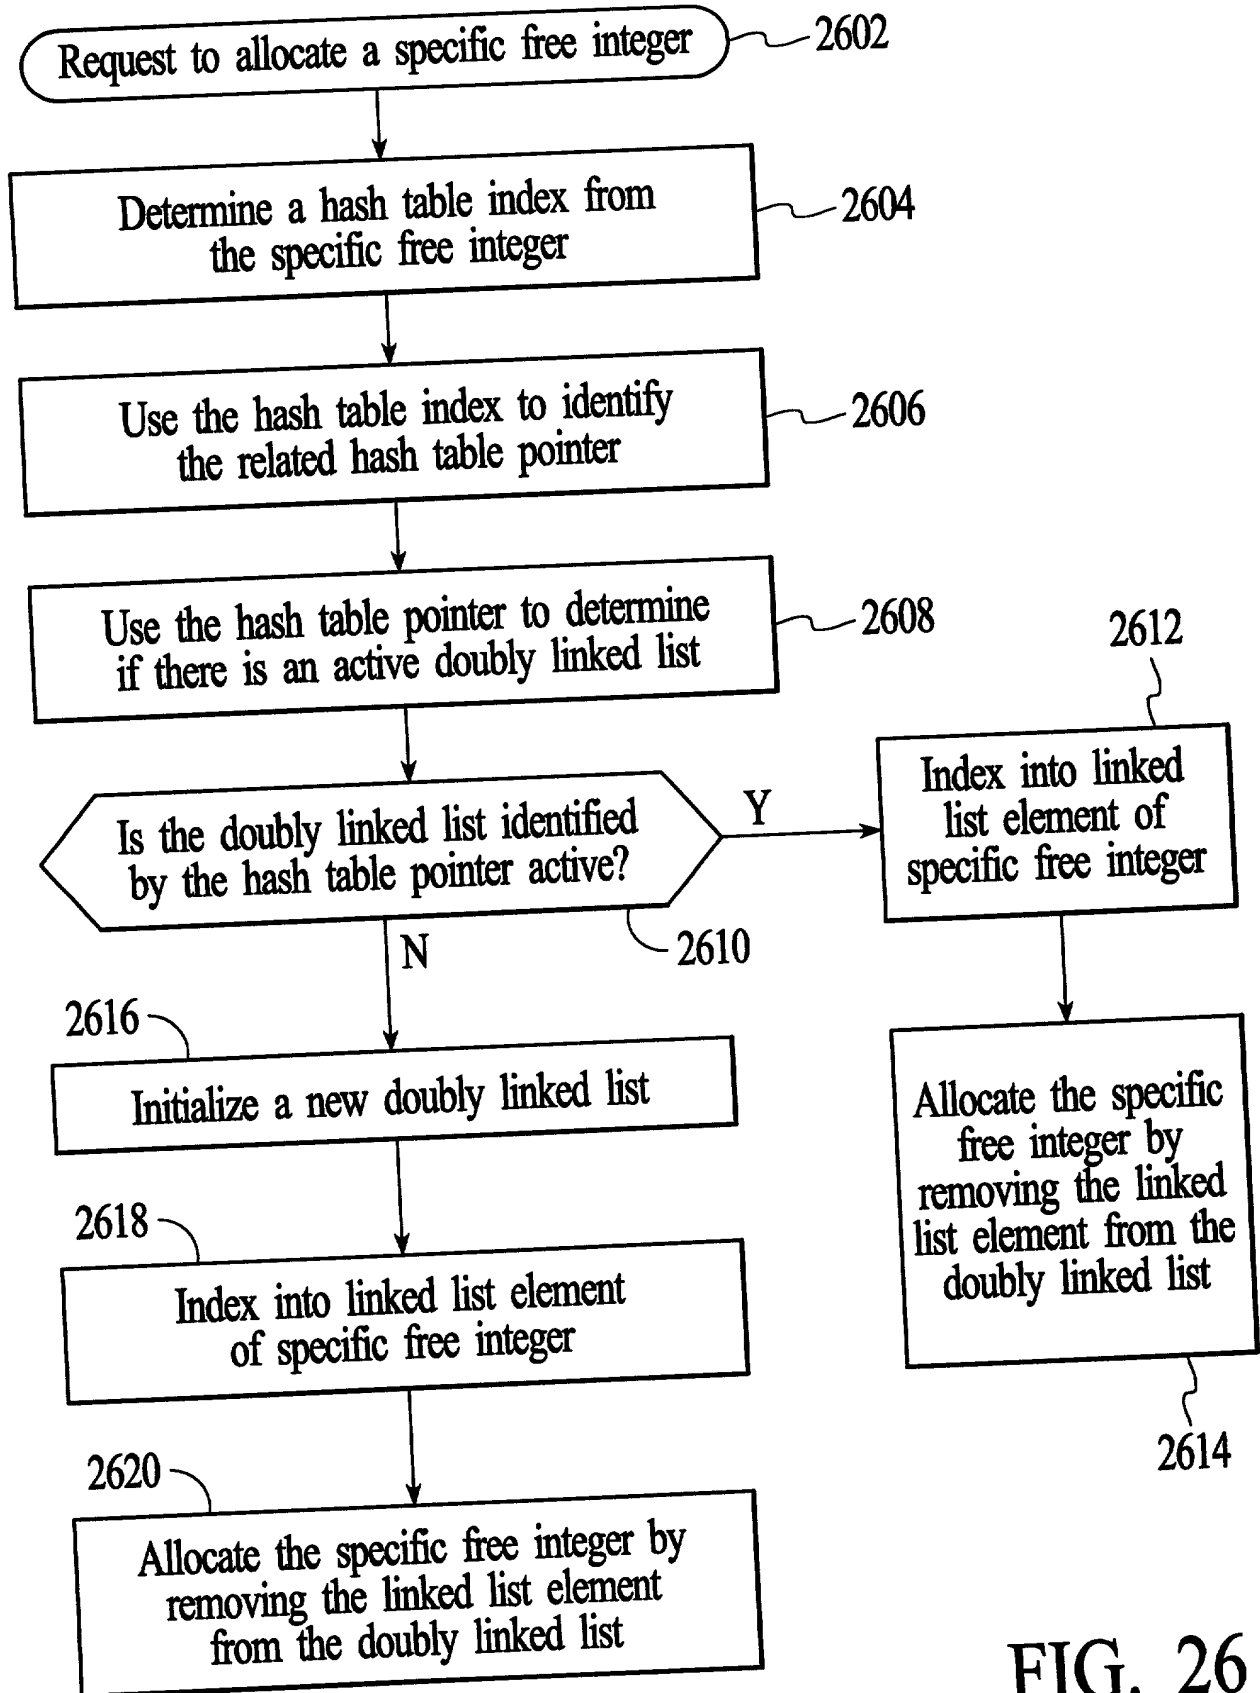 Request to allocate a specific free integer
2602
Determine a hash table index from
the specific free integer
2604
Use the hash table index to identify
the related hash table pointer
2606
Use the hash table pointer to determine
if there is an active doubly linked list
2608
Is the doubly linked list identified
by the hash table pointer active?
2610
Y
N
2612
Index into linked
list element of
specific free integer
Allocate the specific
free integer by
removing the linked
list element from the
doubly linked list
2614
2616
Initialize a new doubly linked list
2618
Index into linked list element
of specific free integer
2620
Allocate the specific free integer by
removing the linked list element
from the doubly linked list
FIG. 26